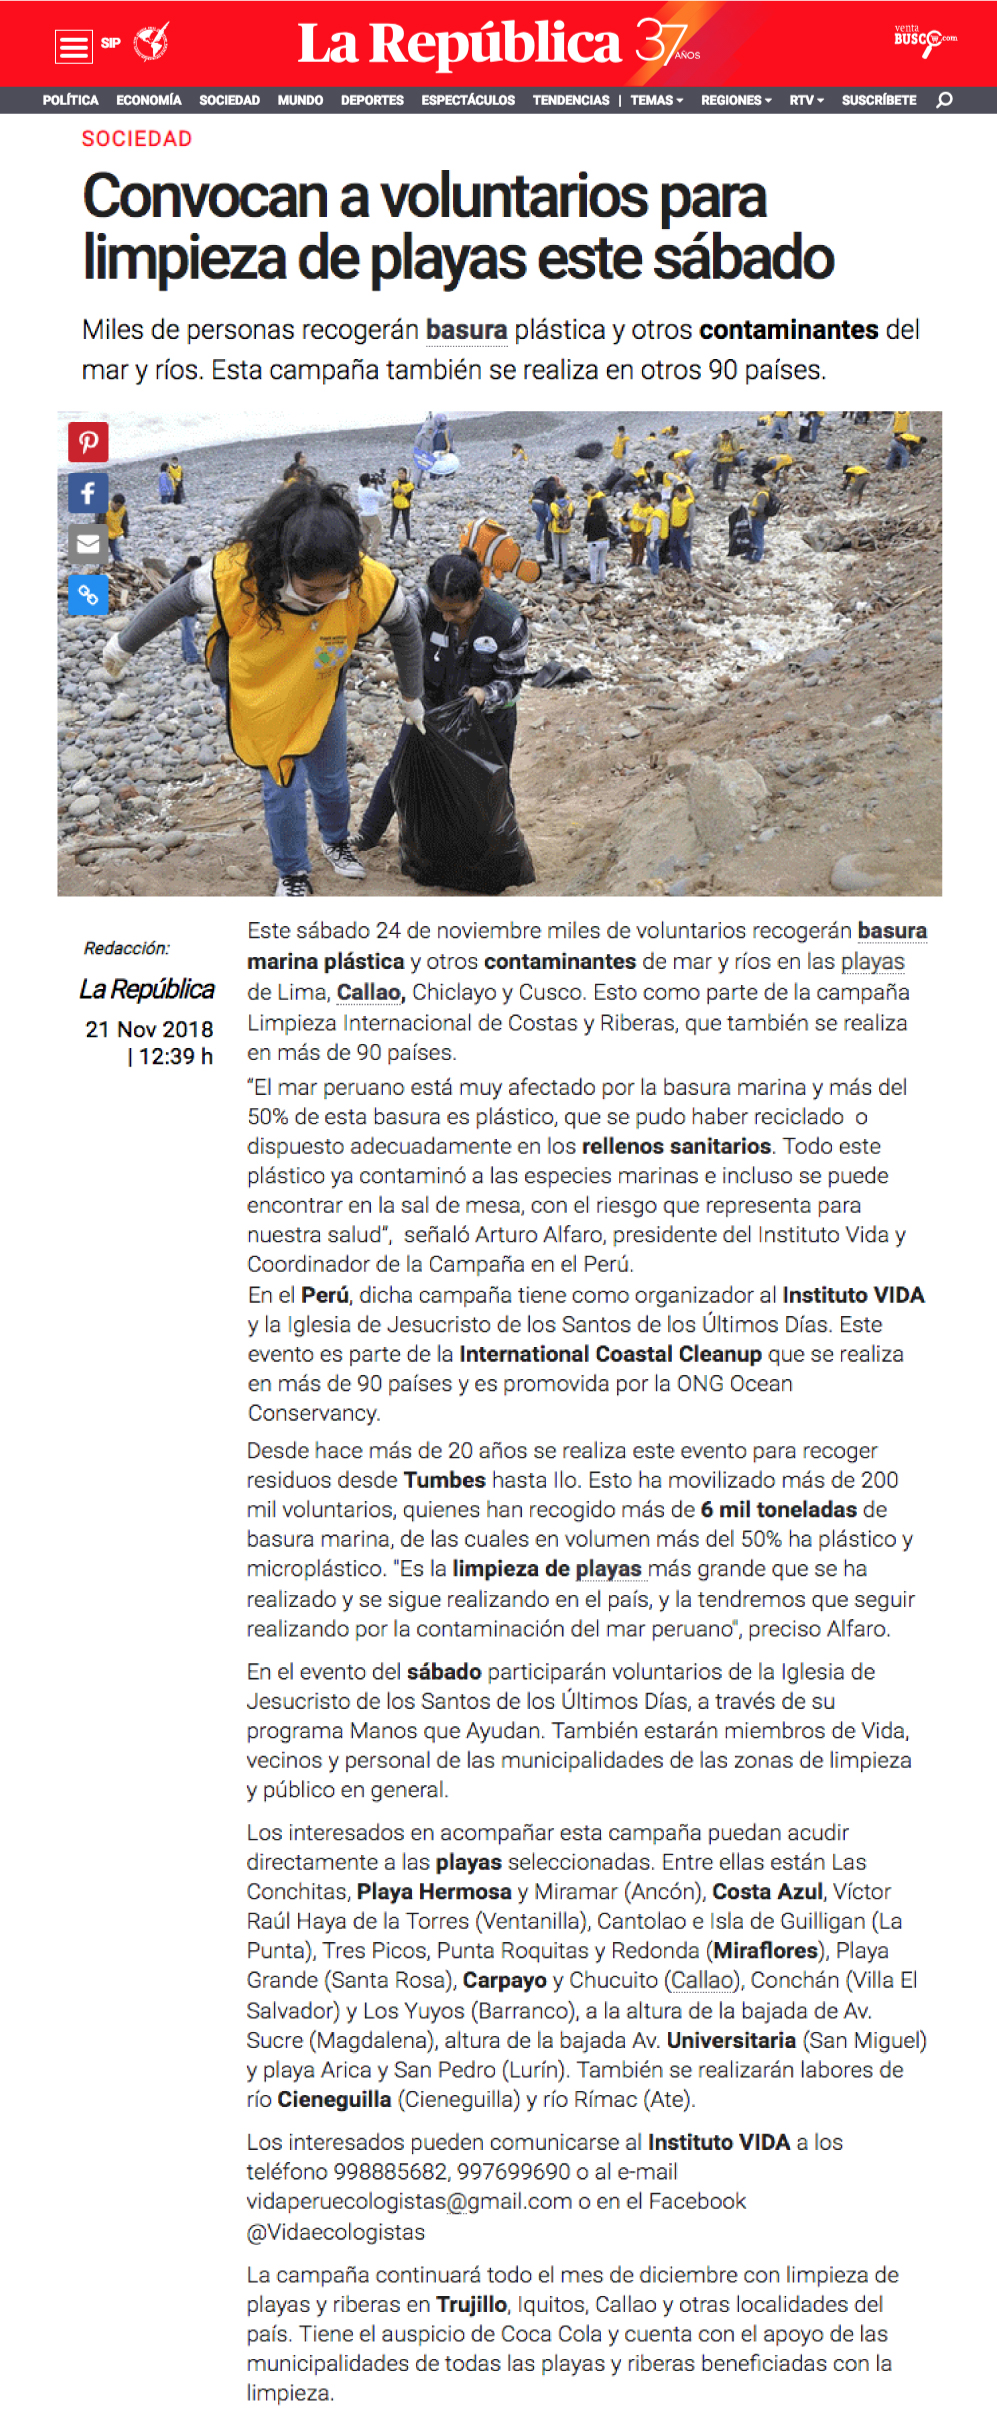 SIP
La República 37 AÑOS
venta
BUSCO.com
POLÍTICA ECONOMÍA SOCIEDAD MUNDO DEPORTES ESPECTÁCULOS TENDENCIAS | TEMAS REGIONES RTV SUSCRÍBETE
SOCIEDAD
Convocan a voluntarios para
limpieza de playas este sábado
Miles de personas recogerán basura plástica y otros contaminantes del
mar y ríos. Esta campaña también se realiza en otros 90 países.
Redacción:
La República
21 Nov 2018
| 12:39 h
Este sábado 24 de noviembre miles de voluntarios recogerán basura
marina plástica y otros contaminantes de mar y ríos en las playas
de Lima, Callao, Chiclayo y Cusco. Esto como parte de la campaña
Limpieza Internacional de Costas y Riberas, que también se realiza
en más de 90 países.
“El mar peruano está muy afectado por la basura marina y más del
50% de esta basura es plástico, que se pudo haber reciclado o
dispuesto adecuadamente en los rellenos sanitarios. Todo este
plástico ya contaminó a las especies marinas e incluso se puede
encontrar en la sal de mesa, con el riesgo que representa para
nuestra salud“, señaló Arturo Alfaro, presidente del Instituto Vida y
Coordinador de la Campaña en el Perú.
En el Perú, dicha campaña tiene como organizador al Instituto VIDA
y la Iglesia de Jesucristo de los Santos de los Últimos Días. Este
evento es parte de la International Coastal Cleanup que se realiza
en más de 90 países y es promovida por la ONG Ocean
Conservancy.
Desde hace más de 20 años se realiza este evento para recoger
residuos desde Tumbes hasta Ilo. Esto ha movilizado más de 200
mil voluntarios, quienes han recogido más de 6 mil toneladas de
basura marina, de las cuales en volumen más del 50% ha plástico y
microplástico. "Es la limpieza de playas más grande que se ha
realizado y se sigue realizando en el país, y la tendremos que seguir
realizando por la contaminación del mar peruano", preciso Alfaro.
En el evento del sábado participarán voluntarios de la Iglesia de
Jesucristo de los Santos de los Últimos Días, a través de su
programa Manos que Ayudan. También estarán miembros de Vida,
vecinos y personal de las municipalidades de las zonas de limpieza
y público en general.
Los interesados en acompañar esta campaña puedan acudir
directamente a las playas seleccionadas. Entre ellas están Las
Conchitas, Playa Hermosa y Miramar (Ancón), Costa Azul, Víctor
Raúl Haya de la Torres (Ventanilla), Cantolao e Isla de Guilligan (La
Punta), Tres Picos, Punta Roquitas y Redonda (Miraflores), Playa
Grande (Santa Rosa), Carpayo y Chucuito (Callao), Conchán (Villa El
Salvador) y Los Yuyos (Barranco), a la altura de la bajada de Av.
Sucre (Magdalena), altura de la bajada Av. Universitaria (San Miguel)
y playa Arica y San Pedro (Lurín). También se realizarán labores de
río Cieneguilla (Cieneguilla) y río Rímac (Ate).
Los interesados pueden comunicarse al Instituto VIDA a los
teléfono 998885682, 997699690 o al e-mail
vidaperuecologistas@gmail.com o en el Facebook
@Vidaecologistas
La campaña continuará todo el mes de diciembre con limpieza de
playas y riberas en Trujillo, Iquitos, Callao y otras localidades del
país. Tiene el auspicio de Coca Cola y cuenta con el apoyo de las
municipalidades de todas las playas y riberas beneficiadas con la
limpieza.